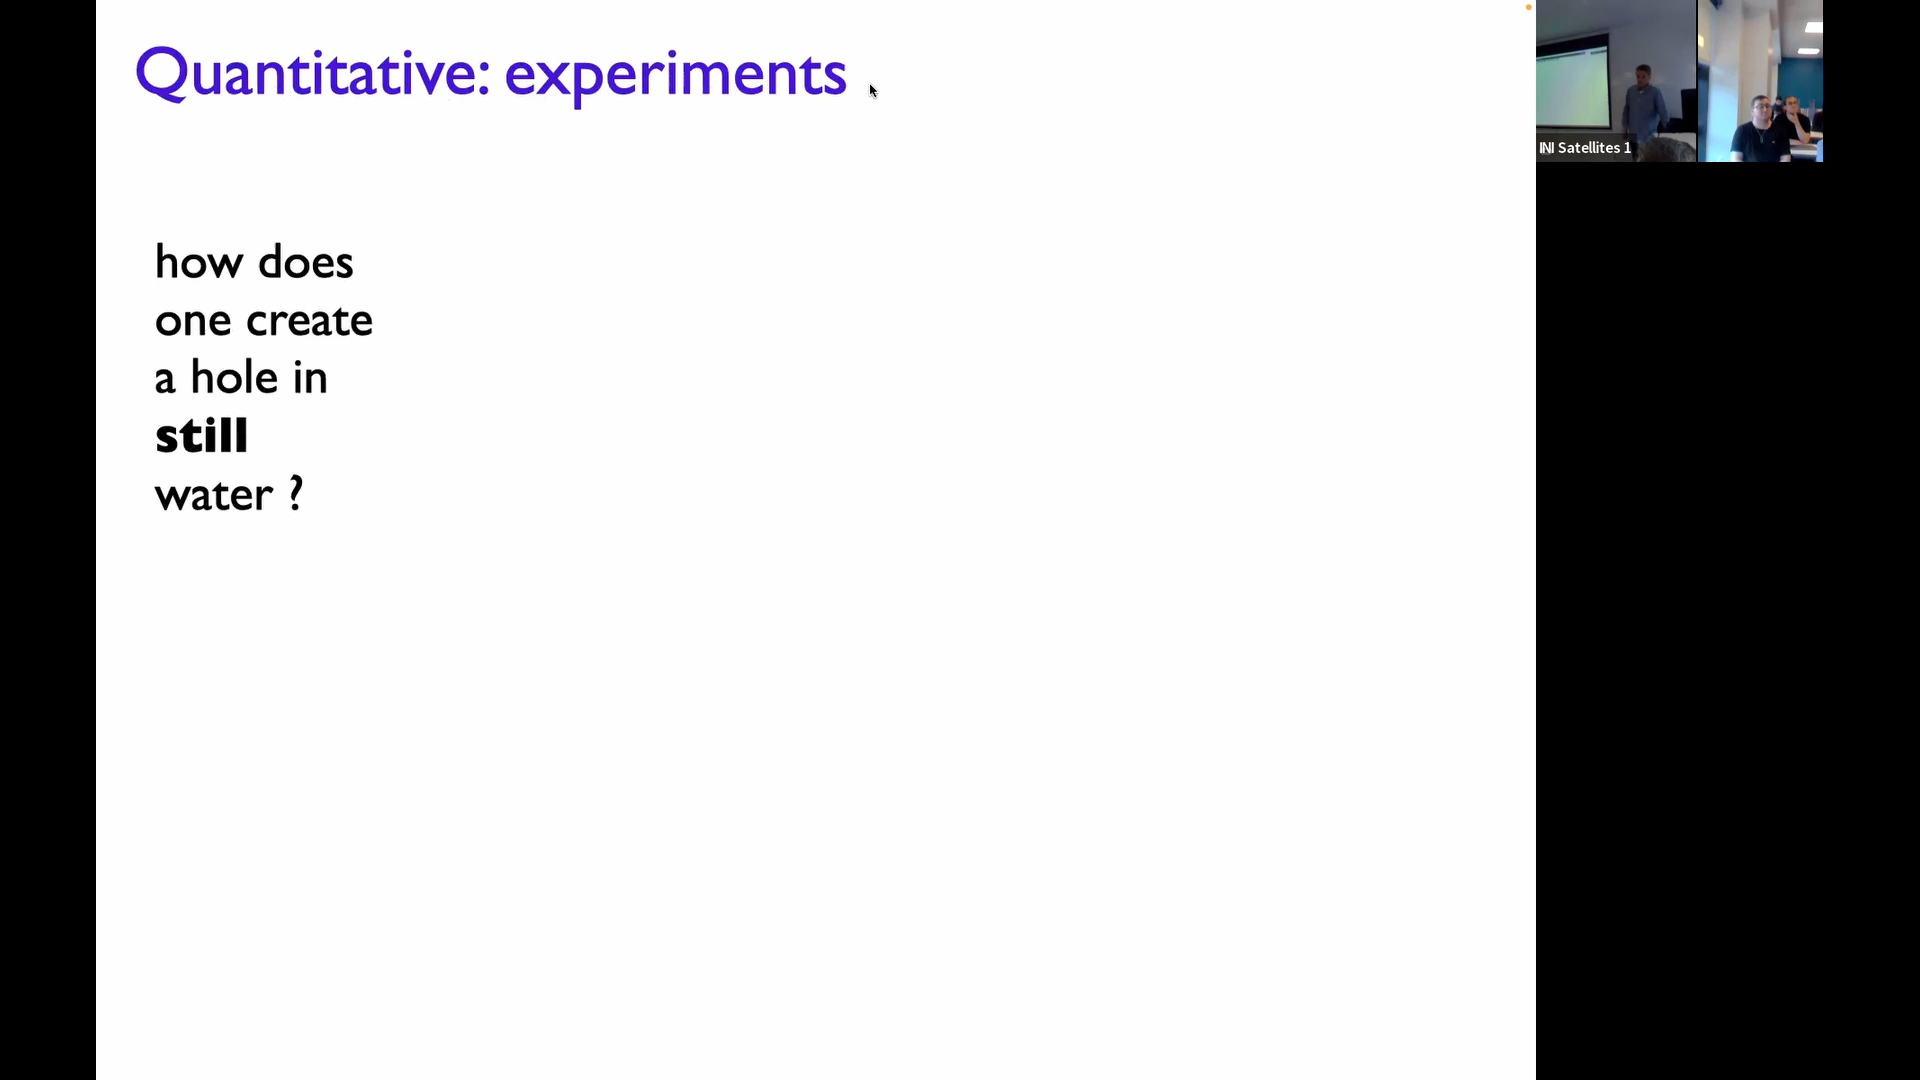 Quantitative: experiments
how does
one create
a hole in
still
water ?
INI Satellites 1